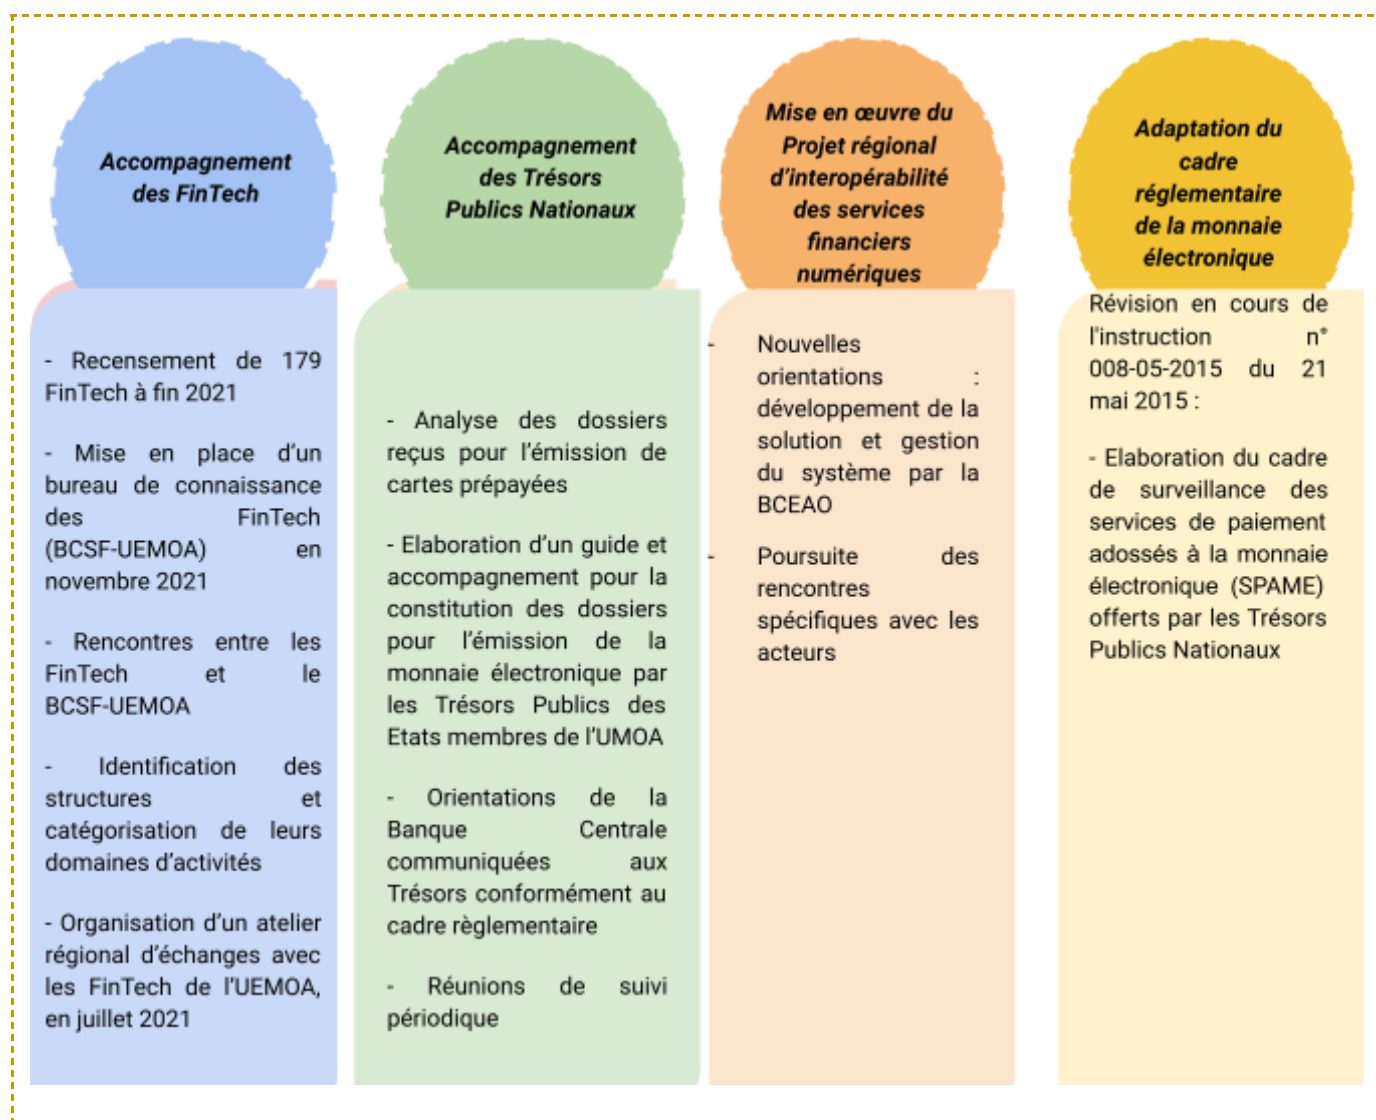 Accompagnement
des FinTech
- Recensement de 179
FinTech à fin 2021
- Mise en place d’un
bureau de connaissance
des FinTech
(BCSF-UEMOA) en
novembre 2021
- Rencontres entre les
FinTech et le
BCSF-UEMOA
- Identification des
structures et
catégorisation de leurs
domaines d’activités
- Organisation d’un atelier
régional d’échanges avec
les FinTech de l’UEMOA,
en juillet 2021
Accompagnement
des Trésors
Publics Nationaux
- Analyse des dossiers
reçus pour l’émission de
cartes prépayées
- Elaboration d’un guide et
accompagnement pour la
constitution des dossiers
pour l’émission de la
monnaie électronique par
les Trésors Publics des
Etats membres de l’UMOA
- Orientations de la
Banque Centrale
communiquées aux
Trésors conformément au
cadre règlementaire
- Réunions de suivi
périodique
Mise en œuvre du
Projet régional
d’interopérabilité
des services
financiers
numériques
- Nouvelles
orientations :
développement de la
solution et gestion
du système par la
BCEAO
- Poursuite des
rencontres
spécifiques avec les
acteurs
Adaptation du
cadre
réglementaire
de la monnaie
électronique
Révision en cours de
l'instruction n°
008-05-2015 du 21
mai 2015 :
- Elaboration du cadre
de surveillance des
services de paiement
adossés à la monnaie
électronique (SPAME)
offerts par les Trésors
Publics Nationaux